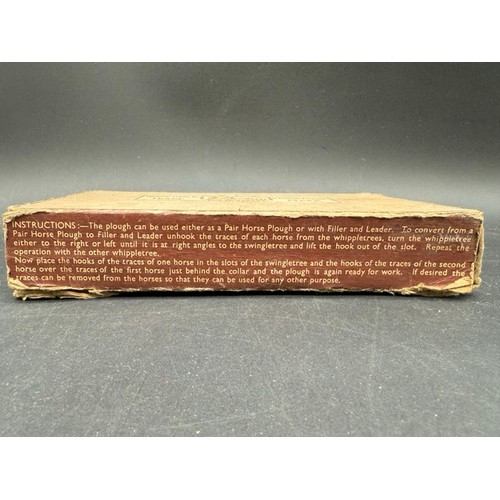 INSTRUCTIONS:—The plough can be used either as a Pair Horse Plough or with Filler and Leader. To convert from a
Pair Horse Plough to Filler and Leader unhook the traces of each horse from the whippletrees, turn the whippletree
either to the right or left until it is at right angles to the swingletree and lift the hook out of the slot. Repeat the
operation with the other whippletree.
Now place the hooks of the traces of one horse in the slots of the swingletree and the hooks of the traces of the second
horse over the traces of the first horse just behind the collar and the plough is again ready for work. If desired the
traces can be removed from the horses so that they can be used for any other purpose.